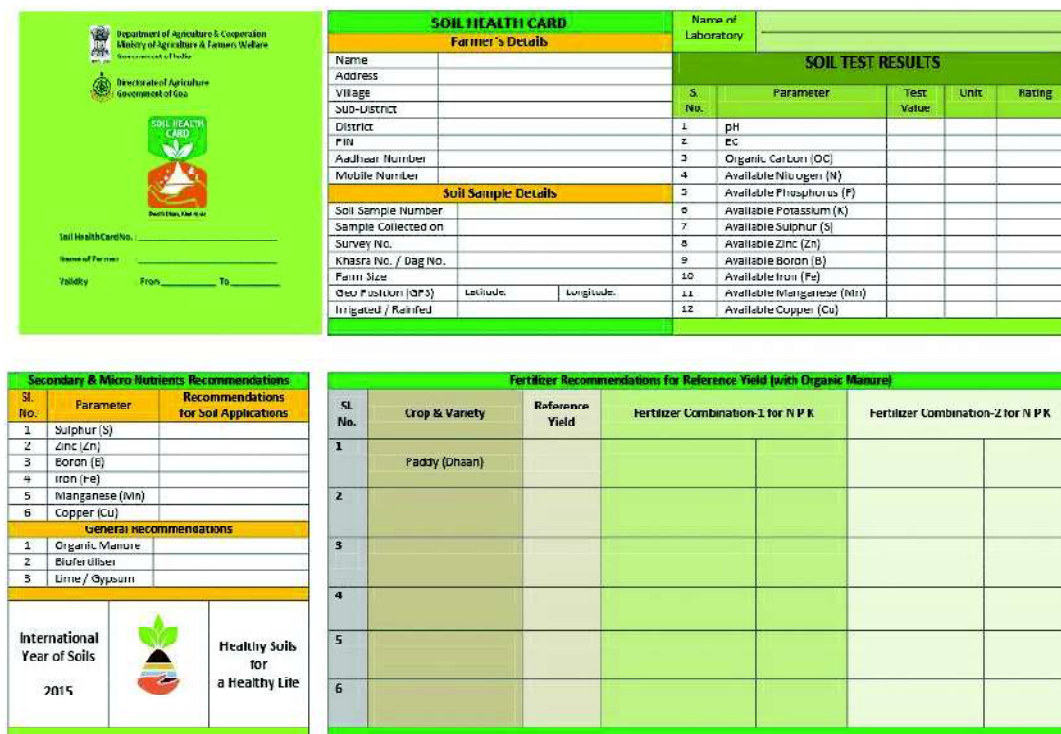 Department of Agriculture & Cooperation
Ministry of Agriculture & Farmers Welfare
Government of India
Directorate of Agriculture
Government of Goa
SOIL HEALTH
CARD
Soil Health Card No. :
Name of Farmer :
Validity From To
SOIL HEALTH CARD
Farmer's Details
Name
Address
Village
Sub-District
District
PIN
Aadhaar Number
Mobile Number
Soil Sample Details
Soil Sample Number
Sample Collected on
Survey No.
Khasra No. / Dag No.
Farm Size
Geo Position (GPS) Latitude: Longitude:
Irrigated / Rainfed
Name of
Laboratory
SOIL TEST RESULTS
S. No. Parameter Test Value Unit Rating
1 pH
2 EC
3 Organic Carbon (OC)
4 Available Nitrogen (N)
5 Available Phosphorus (P)
6 Available Potassium (K)
7 Available Sulphur (S)
8 Available Zinc (Zn)
9 Available Boron (B)
10 Available Iron (Fe)
11 Available Manganese (Mn)
12 Available Copper (Cu)
Secondary & Micro Nutrients Recommendations
Sl. No. Parameter Recommendations for Soil Applications
1 Sulphur (S)
2 Zinc (Zn)
3 Boron (B)
4 Iron (Fe)
5 Manganese (Mn)
6 Copper (Cu)
General Recommendations
1 Organic Manure
2 Biofertiliser
3 Lime / Gypsum
International
Year of Soils
2015
Healthy Soils
for
a Healthy Life
Fertilizer Recommendations for Reference Yield (with Organic Manure)
Sl. No. Crop & Variety Reference Yield Fertilizer Combination-1 for N P K Fertilizer Combination-2 for N P K
1 Paddy (Dhaan)
2
3
4
5
6